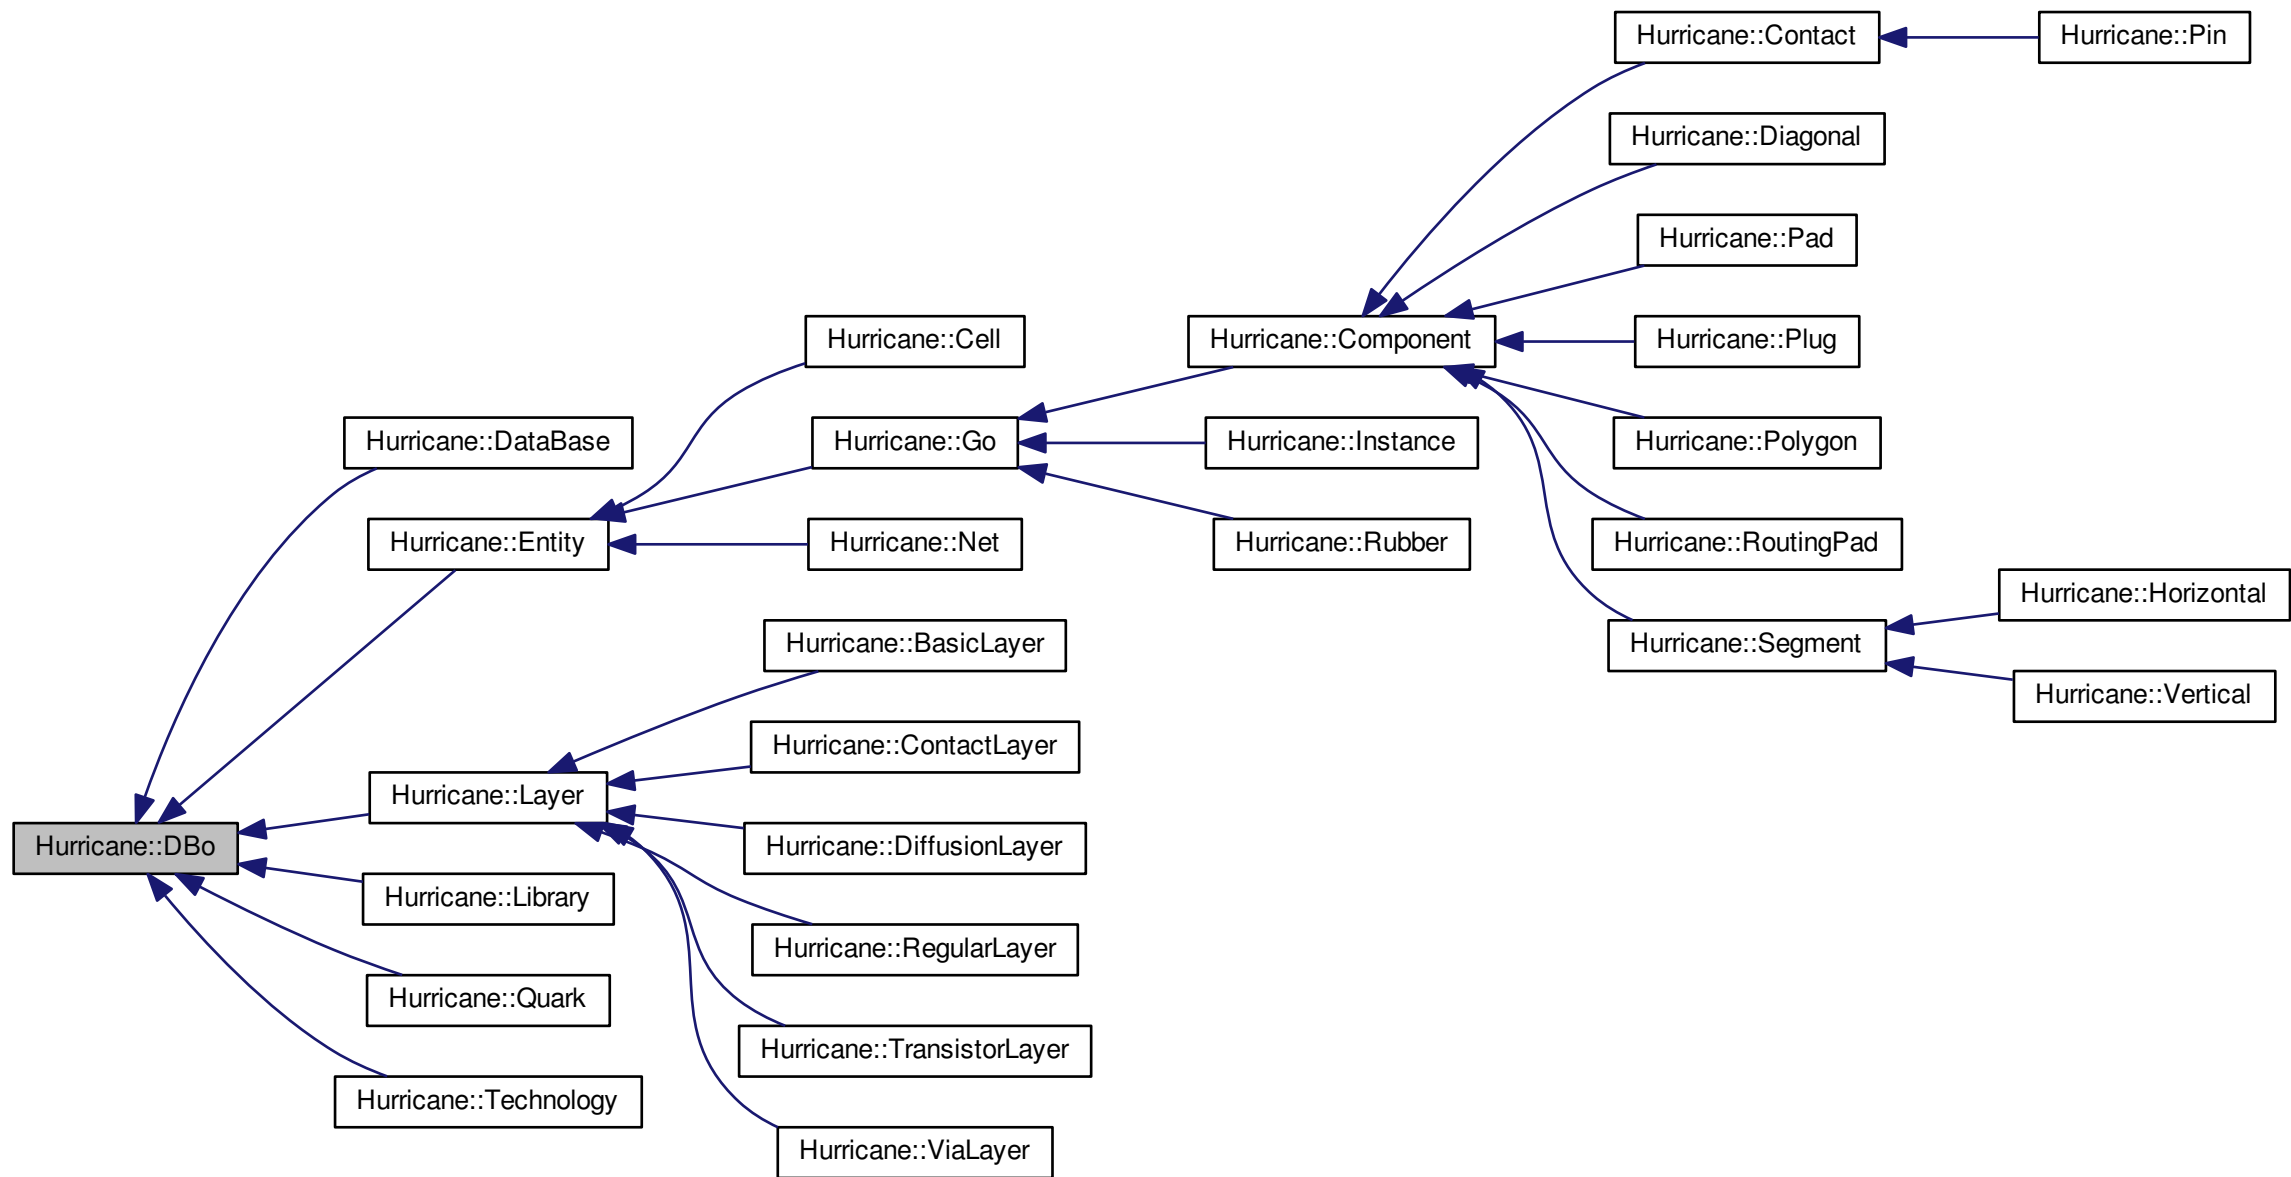 Hurricane::Contact
Hurricane::Pin
Hurricane::Diagonal
Hurricane::Pad
Hurricane::Cell
Hurricane::Component
Hurricane::Plug
Hurricane::DataBase
Hurricane::Go
Hurricane::Instance
Hurricane::Polygon
Hurricane::Entity
Hurricane::Net
Hurricane::Rubber
Hurricane::RoutingPad
Hurricane::Horizontal
Hurricane::BasicLayer
Hurricane::Segment
Hurricane::Vertical
Hurricane::ContactLayer
Hurricane::Layer
Hurricane::DBo
Hurricane::DiffusionLayer
Hurricane::Library
Hurricane::RegularLayer
Hurricane::Quark
Hurricane::TransistorLayer
Hurricane::Technology
Hurricane::ViaLayer